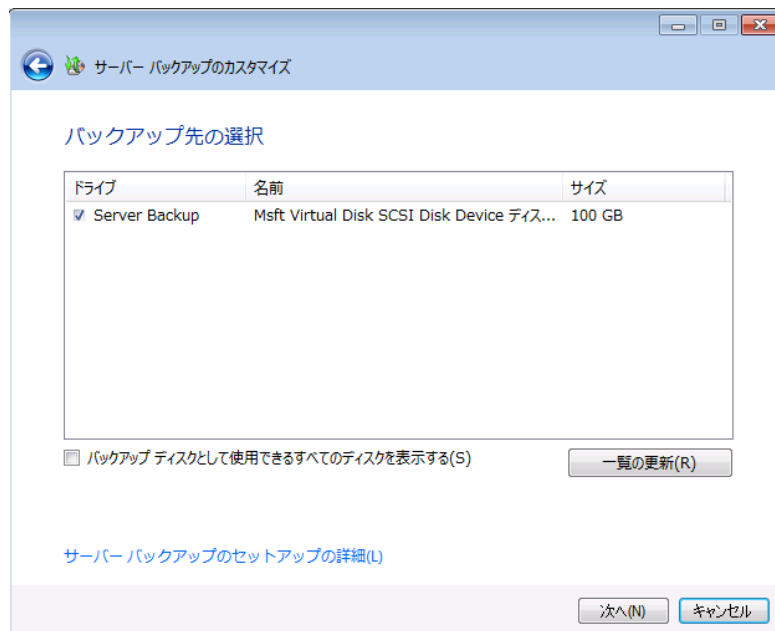 サーバー バックアップのカスタマイズ
バックアップ先の選択
ドライブ 名前 サイズ
Server Backup Msft Virtual Disk SCSI Disk Device ディス... 100 GB
バックアップ ディスクとして使用できるすべてのディスクを表示する(S)
一覧の更新(R)
サーバー バックアップのセットアップの詳細(L)
次へ(N) キャンセル